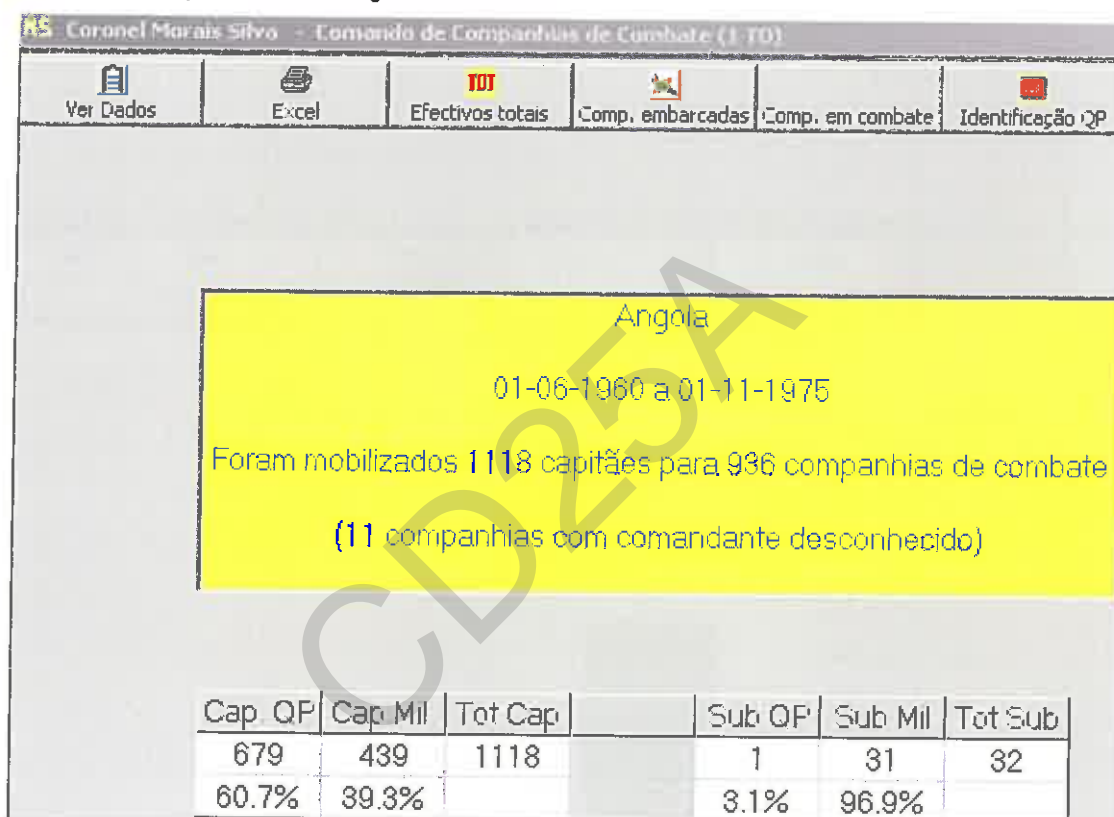 Coronel Morais Silva - Comando de Companhias de Combate (1 TO)
Ver Dados Excel TOT Efectivos totais Comp. embarcadas Comp. em combate Identificação QP
Angola
01-06-1960 a 01-11-1975
Foram mobilizados 1118 capitães para 936 companhias de combate
(11 companhias com comandante desconhecido)
CD25A
Cap. QP Cap Mil Tot Cap Sub QP Sub Mil Tot Sub
679 439 1118 1 31 32
60.7% 39.3% 3.1% 96.9%